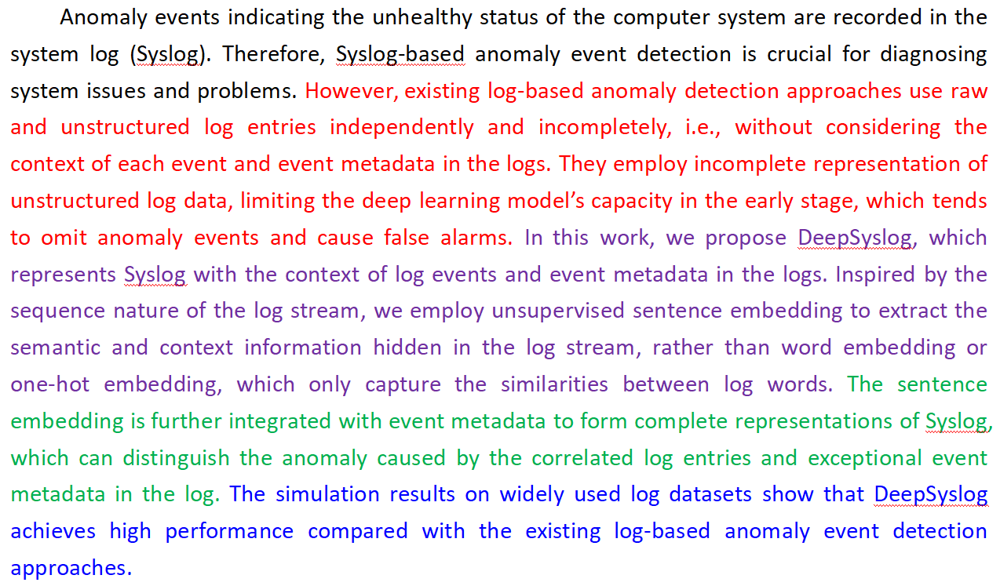 Anomaly events indicating the unhealthy status of the computer system are recorded in the
system log (Syslog). Therefore, Syslog-based anomaly event detection is crucial for diagnosing
system issues and problems. However, existing log-based anomaly detection approaches use raw
and unstructured log entries independently and incompletely, i.e., without considering the
context of each event and event metadata in the logs. They employ incomplete representation of
unstructured log data, limiting the deep learning model’s capacity in the early stage, which tends
to omit anomaly events and cause false alarms. In this work, we propose DeepSyslog, which
represents Syslog with the context of log events and event metadata in the logs. Inspired by the
sequence nature of the log stream, we employ unsupervised sentence embedding to extract the
semantic and context information hidden in the log stream, rather than word embedding or
one-hot embedding, which only capture the similarities between log words. The sentence
embedding is further integrated with event metadata to form complete representations of Syslog,
which can distinguish the anomaly caused by the correlated log entries and exceptional event
metadata in the log. The simulation results on widely used log datasets show that DeepSyslog
achieves high performance compared with the existing log-based anomaly event detection
approaches.